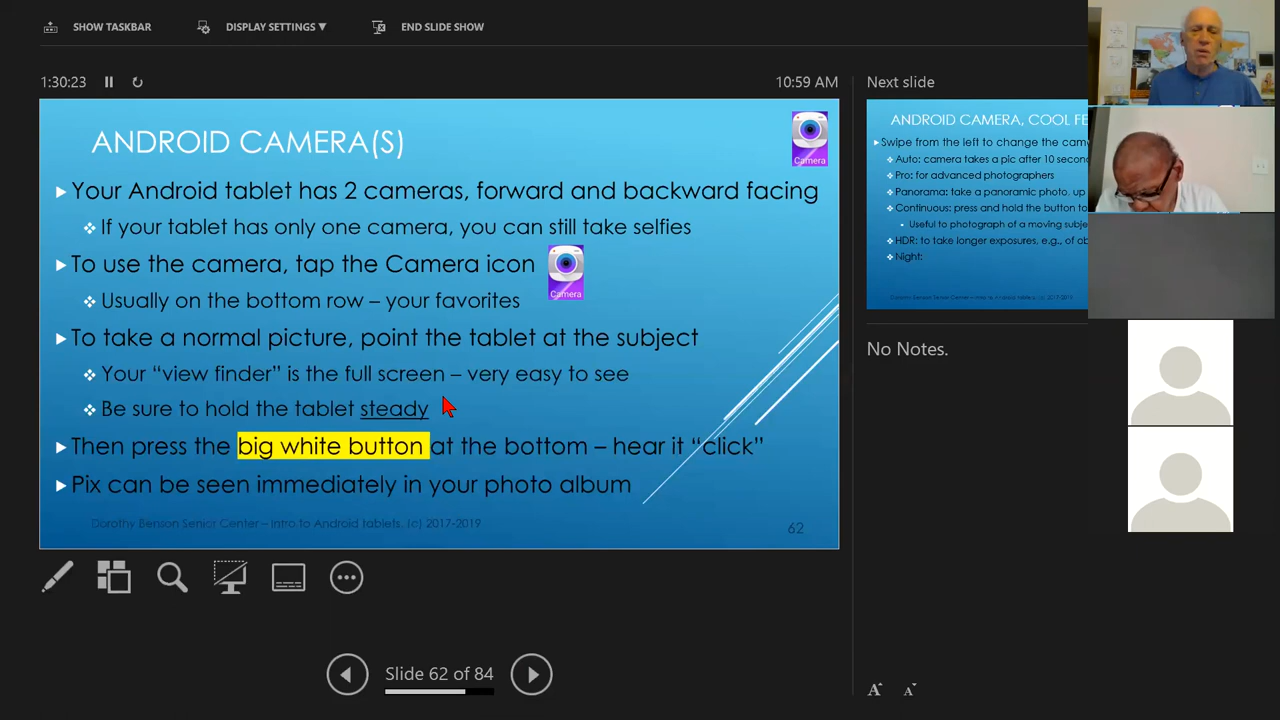 SHOW TASKBAR
DISPLAY SETTINGS ▼
END SLIDE SHOW
1:30:23
10:59 AM
ANDROID CAMERA(S)
Camera
Your Android tablet has 2 cameras, forward and backward facing
If your tablet has only one camera, you can still take selfies
To use the camera, tap the Camera icon
Camera
Usually on the bottom row – your favorites
To take a normal picture, point the tablet at the subject
Your “view finder” is the full screen – very easy to see
Be sure to hold the tablet steady
Then press the big white button at the bottom – hear it “click”
Pix can be seen immediately in your photo album
Dorothy Benson Senior Center – Intro to Android tablets, (c) 2017-2019
62
Slide 62 of 84
Next slide
ANDROID CAMERA, COOL FE
Swipe from the left to change the cam
Auto: camera takes a pic after 10 second
Pro: for advanced photographers
Panorama: take a panoramic photo, up
Continuous: press and hold the button to
Useful to photograph of a moving subje
HDR: to take longer exposures, e.g., of ob
Night:
No Notes.
A
A